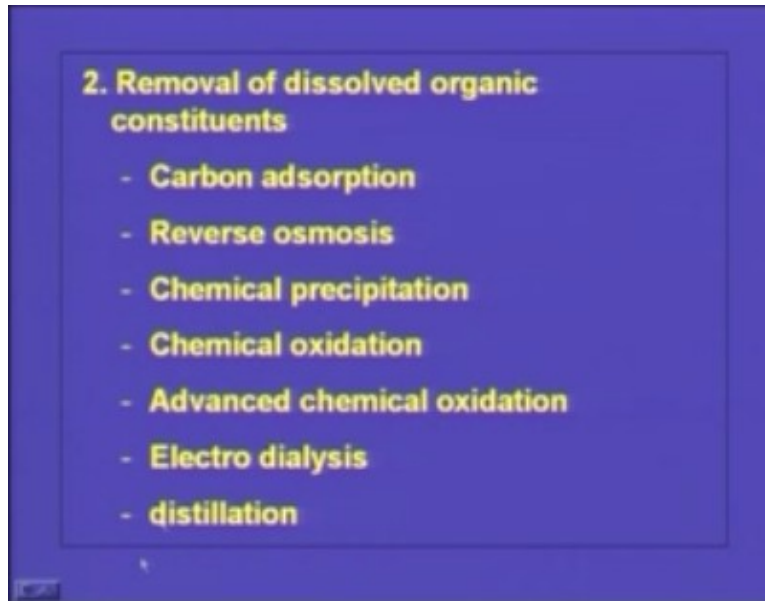 2. Removal of dissolved organic
constituents
- Carbon adsorption
- Reverse osmosis
- Chemical precipitation
- Chemical oxidation
- Advanced chemical oxidation
- Electro dialysis
- distillation